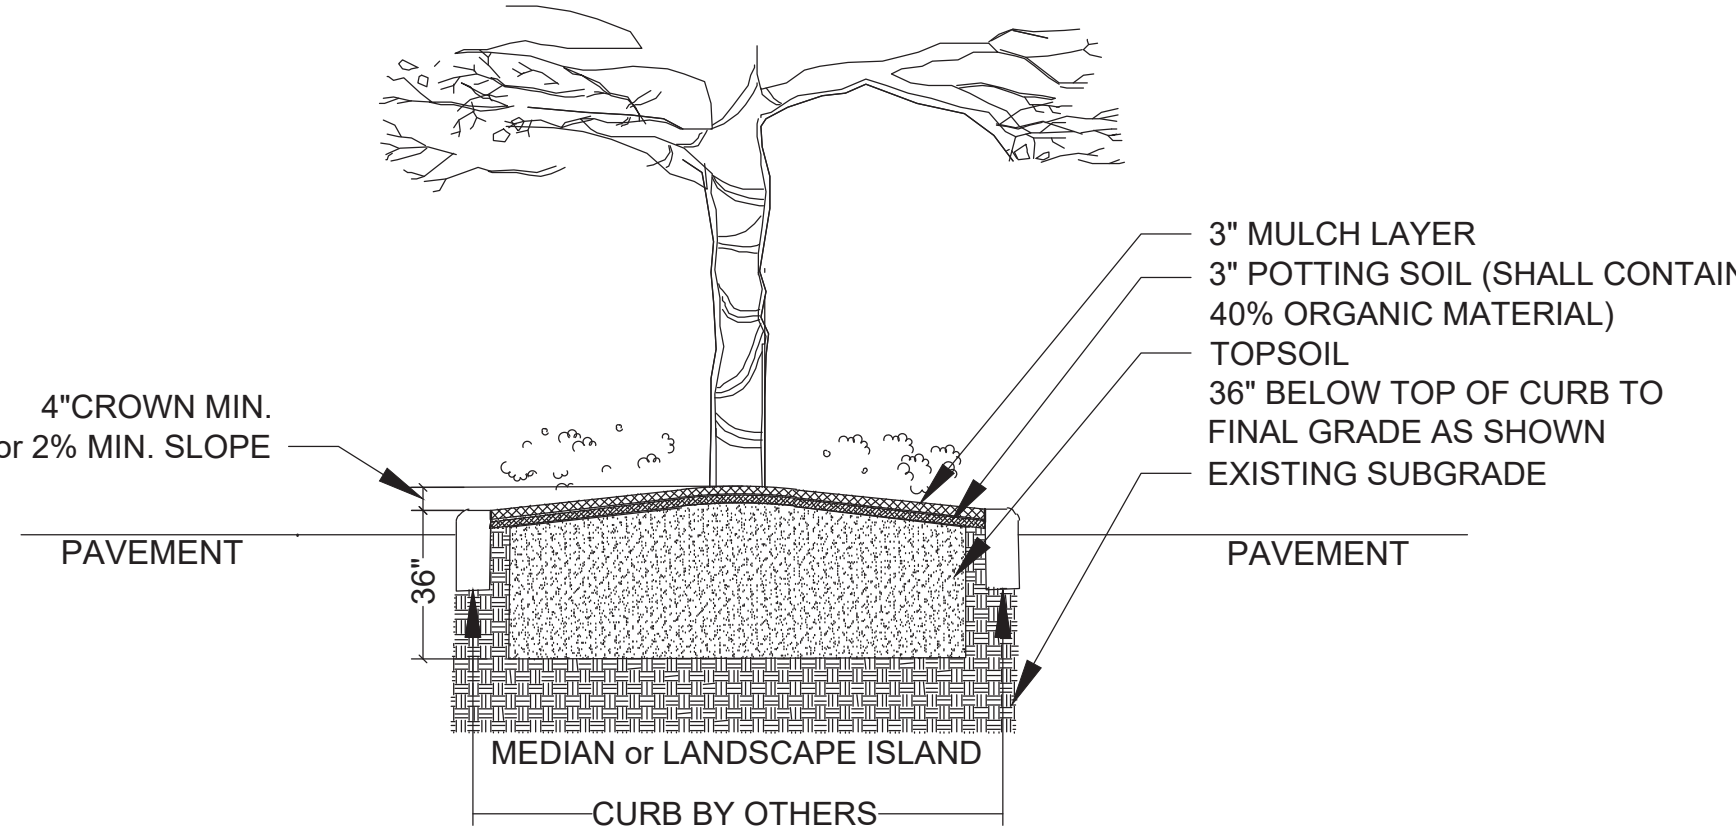 3" MULCH LAYER
3" POTTING SOIL (SHALL CONTAIN
40% ORGANIC MATERIAL)
TOPSOIL
36" BELOW TOP OF CURB TO
FINAL GRADE AS SHOWN
EXISTING SUBGRADE
4"CROWN MIN.
or 2% MIN. SLOPE
PAVEMENT
36"
PAVEMENT
MEDIAN or LANDSCAPE ISLAND
CURB BY OTHERS